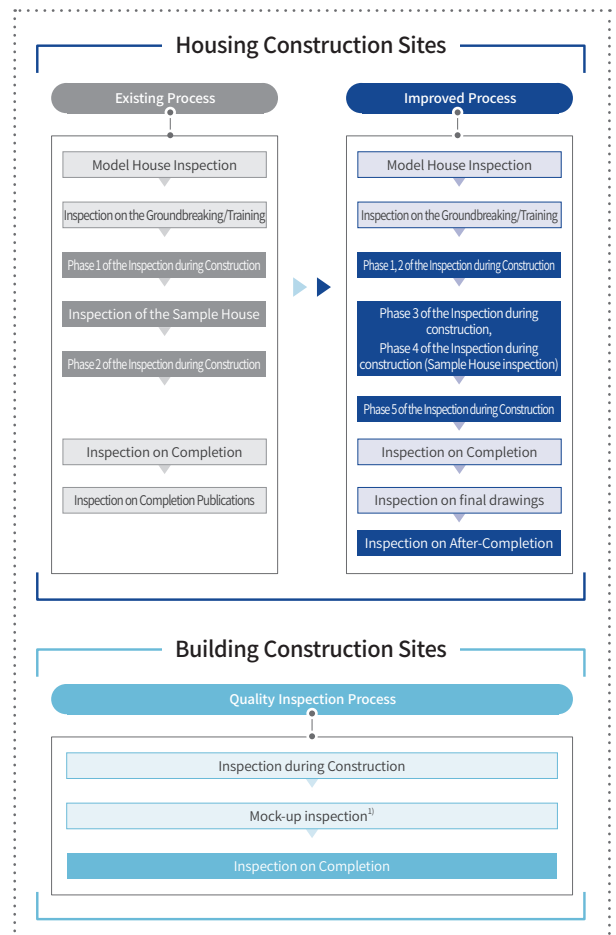 Housing Construction Sites
Existing Process
Model House Inspection
Inspection on the Groundbreaking/Training
Phase 1 of the Inspection during Construction
Inspection of the Sample House
Phase 2 of the Inspection during Construction
Inspection on Completion
Inspection on Completion Publications
Improved Process
Model House Inspection
Inspection on the Groundbreaking/Training
Phase 1, 2 of the Inspection during Construction
Phase 3 of the Inspection during
construction,
Phase 4 of the Inspection during
construction (Sample House inspection)
Phase 5 of the Inspection during Construction
Inspection on Completion
Inspection on final drawings
Inspection on After-Completion
Building Construction Sites
Quality Inspection Process
Inspection during Construction
Mock-up inspection1)
Inspection on Completion